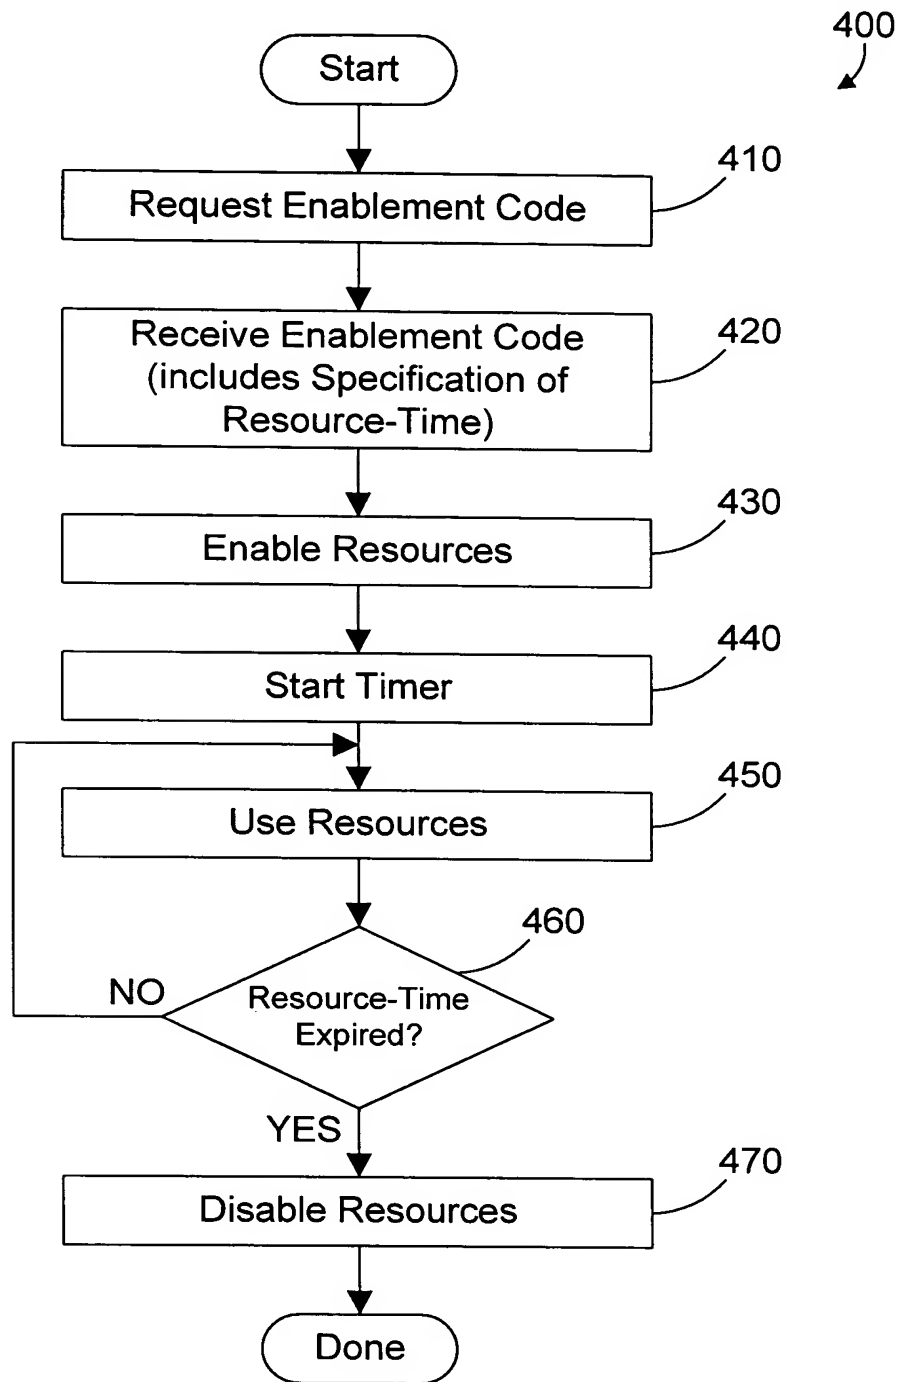 400
Start
410
Request Enablement Code
420
Receive Enablement Code
(includes Specification of
Resource-Time)
430
Enable Resources
440
Start Timer
450
Use Resources
460
NO
Resource-Time
Expired?
YES
470
Disable Resources
Done